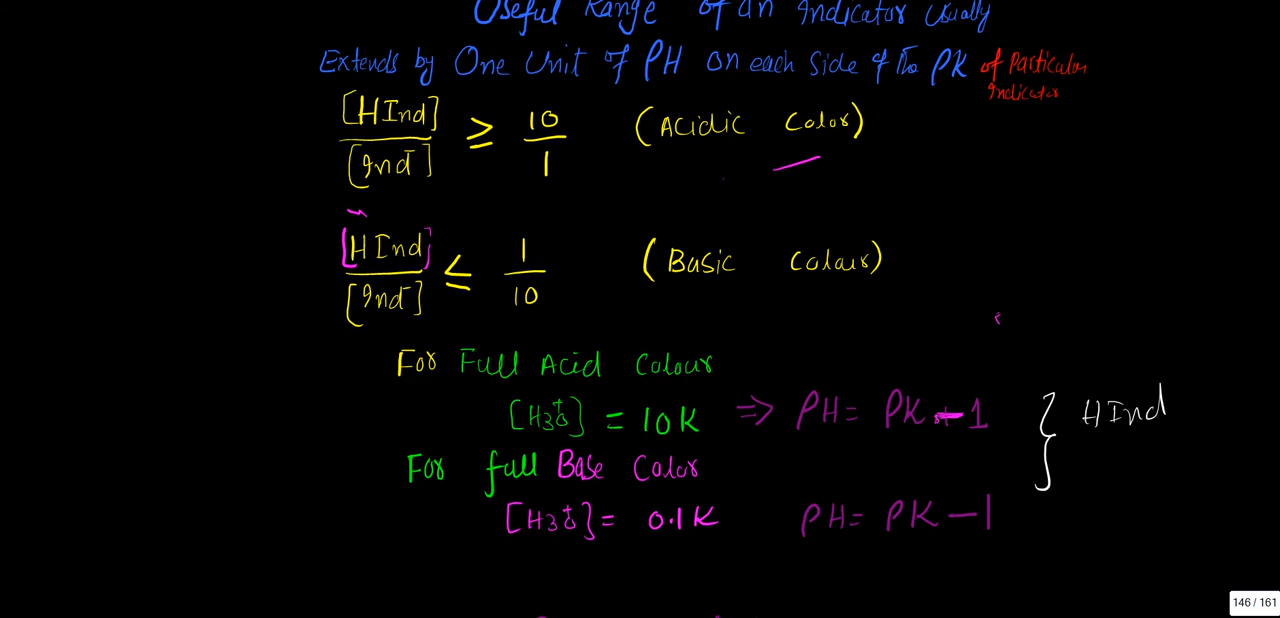 Useful Range of an Indicator Usually
Extends by One Unit of PH on each side of the PK of Particular Indicator
[HInd] / [Ind⁻] ≥ 10/1 (Acidic Color)
[HInd] / [Ind⁻] ≤ 1/10 (Basic Colour)
For Full Acid Colour
[H3O⁺] = 10K ⇒ PH = PK - 1 } HInd
For full Base Color
[H3O⁺] = 0.1K PH = PK - 1
146 / 161